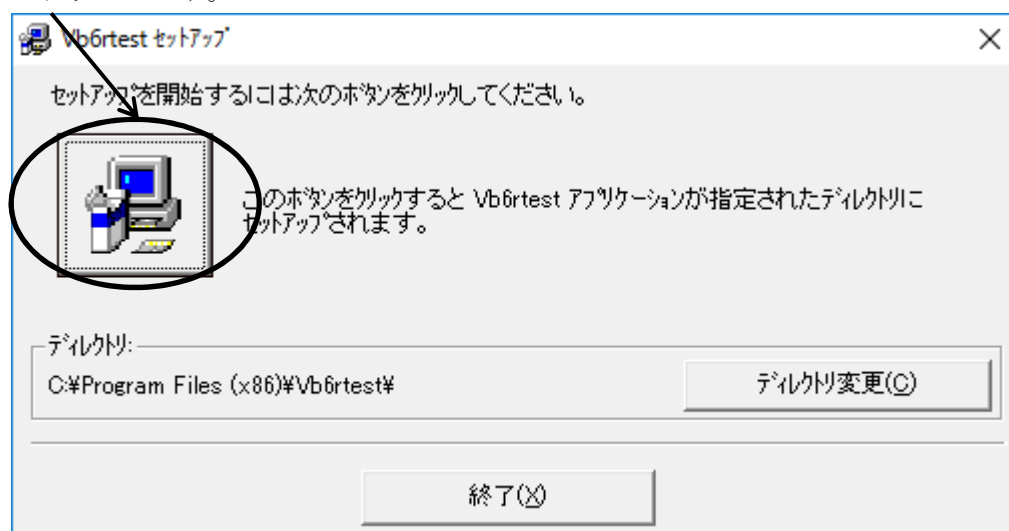 Vb6rtest セットアップ
セットアップを開始するには次のボタンをクリックしてください。
このボタンをクリックすると Vb6rtest アプリケーションが指定されたディレクトリに
セットアップされます。
ディレクトリ:
C:¥Program Files (x86)¥Vb6rtest¥
ディレクトリ変更(C)
終了(X)